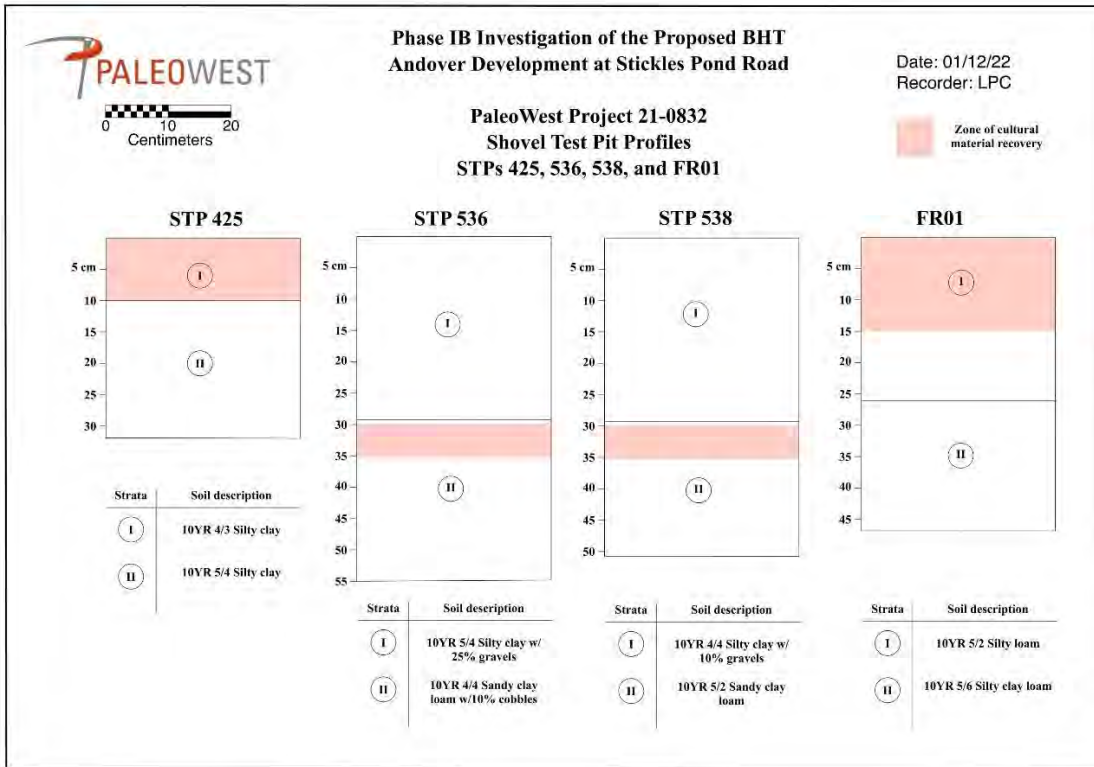 PALEOWEST
0 10 20
Centimeters
Phase IB Investigation of the Proposed BHT
Andover Development at Stickles Pond Road
PaleoWest Project 21-0832
Shovel Test Pit Profiles
STPs 425, 536, 538, and FR01
Date: 01/12/22
Recorder: LPC
Zone of cultural
material recovery
STP 425
5 cm
10
15
20
25
30
I
II
Strata Soil description
I 10YR 4/3 Silty clay
II 10YR 5/4 Silty clay
STP 536
5 cm
10
15
20
25
30
35
40
45
50
55
I
II
Strata Soil description
I 10YR 5/4 Silty clay w/
25% gravels
II 10YR 4/4 Sandy clay
loam w/10% cobbles
STP 538
5 cm
10
15
20
25
30
35
40
45
50
I
II
Strata Soil description
I 10YR 4/4 Silty clay w/
10% gravels
II 10YR 5/2 Sandy clay
loam
FR01
5 cm
10
15
20
25
30
35
40
45
I
II
Strata Soil description
I 10YR 5/2 Silty loam
II 10YR 5/6 Silty clay loam